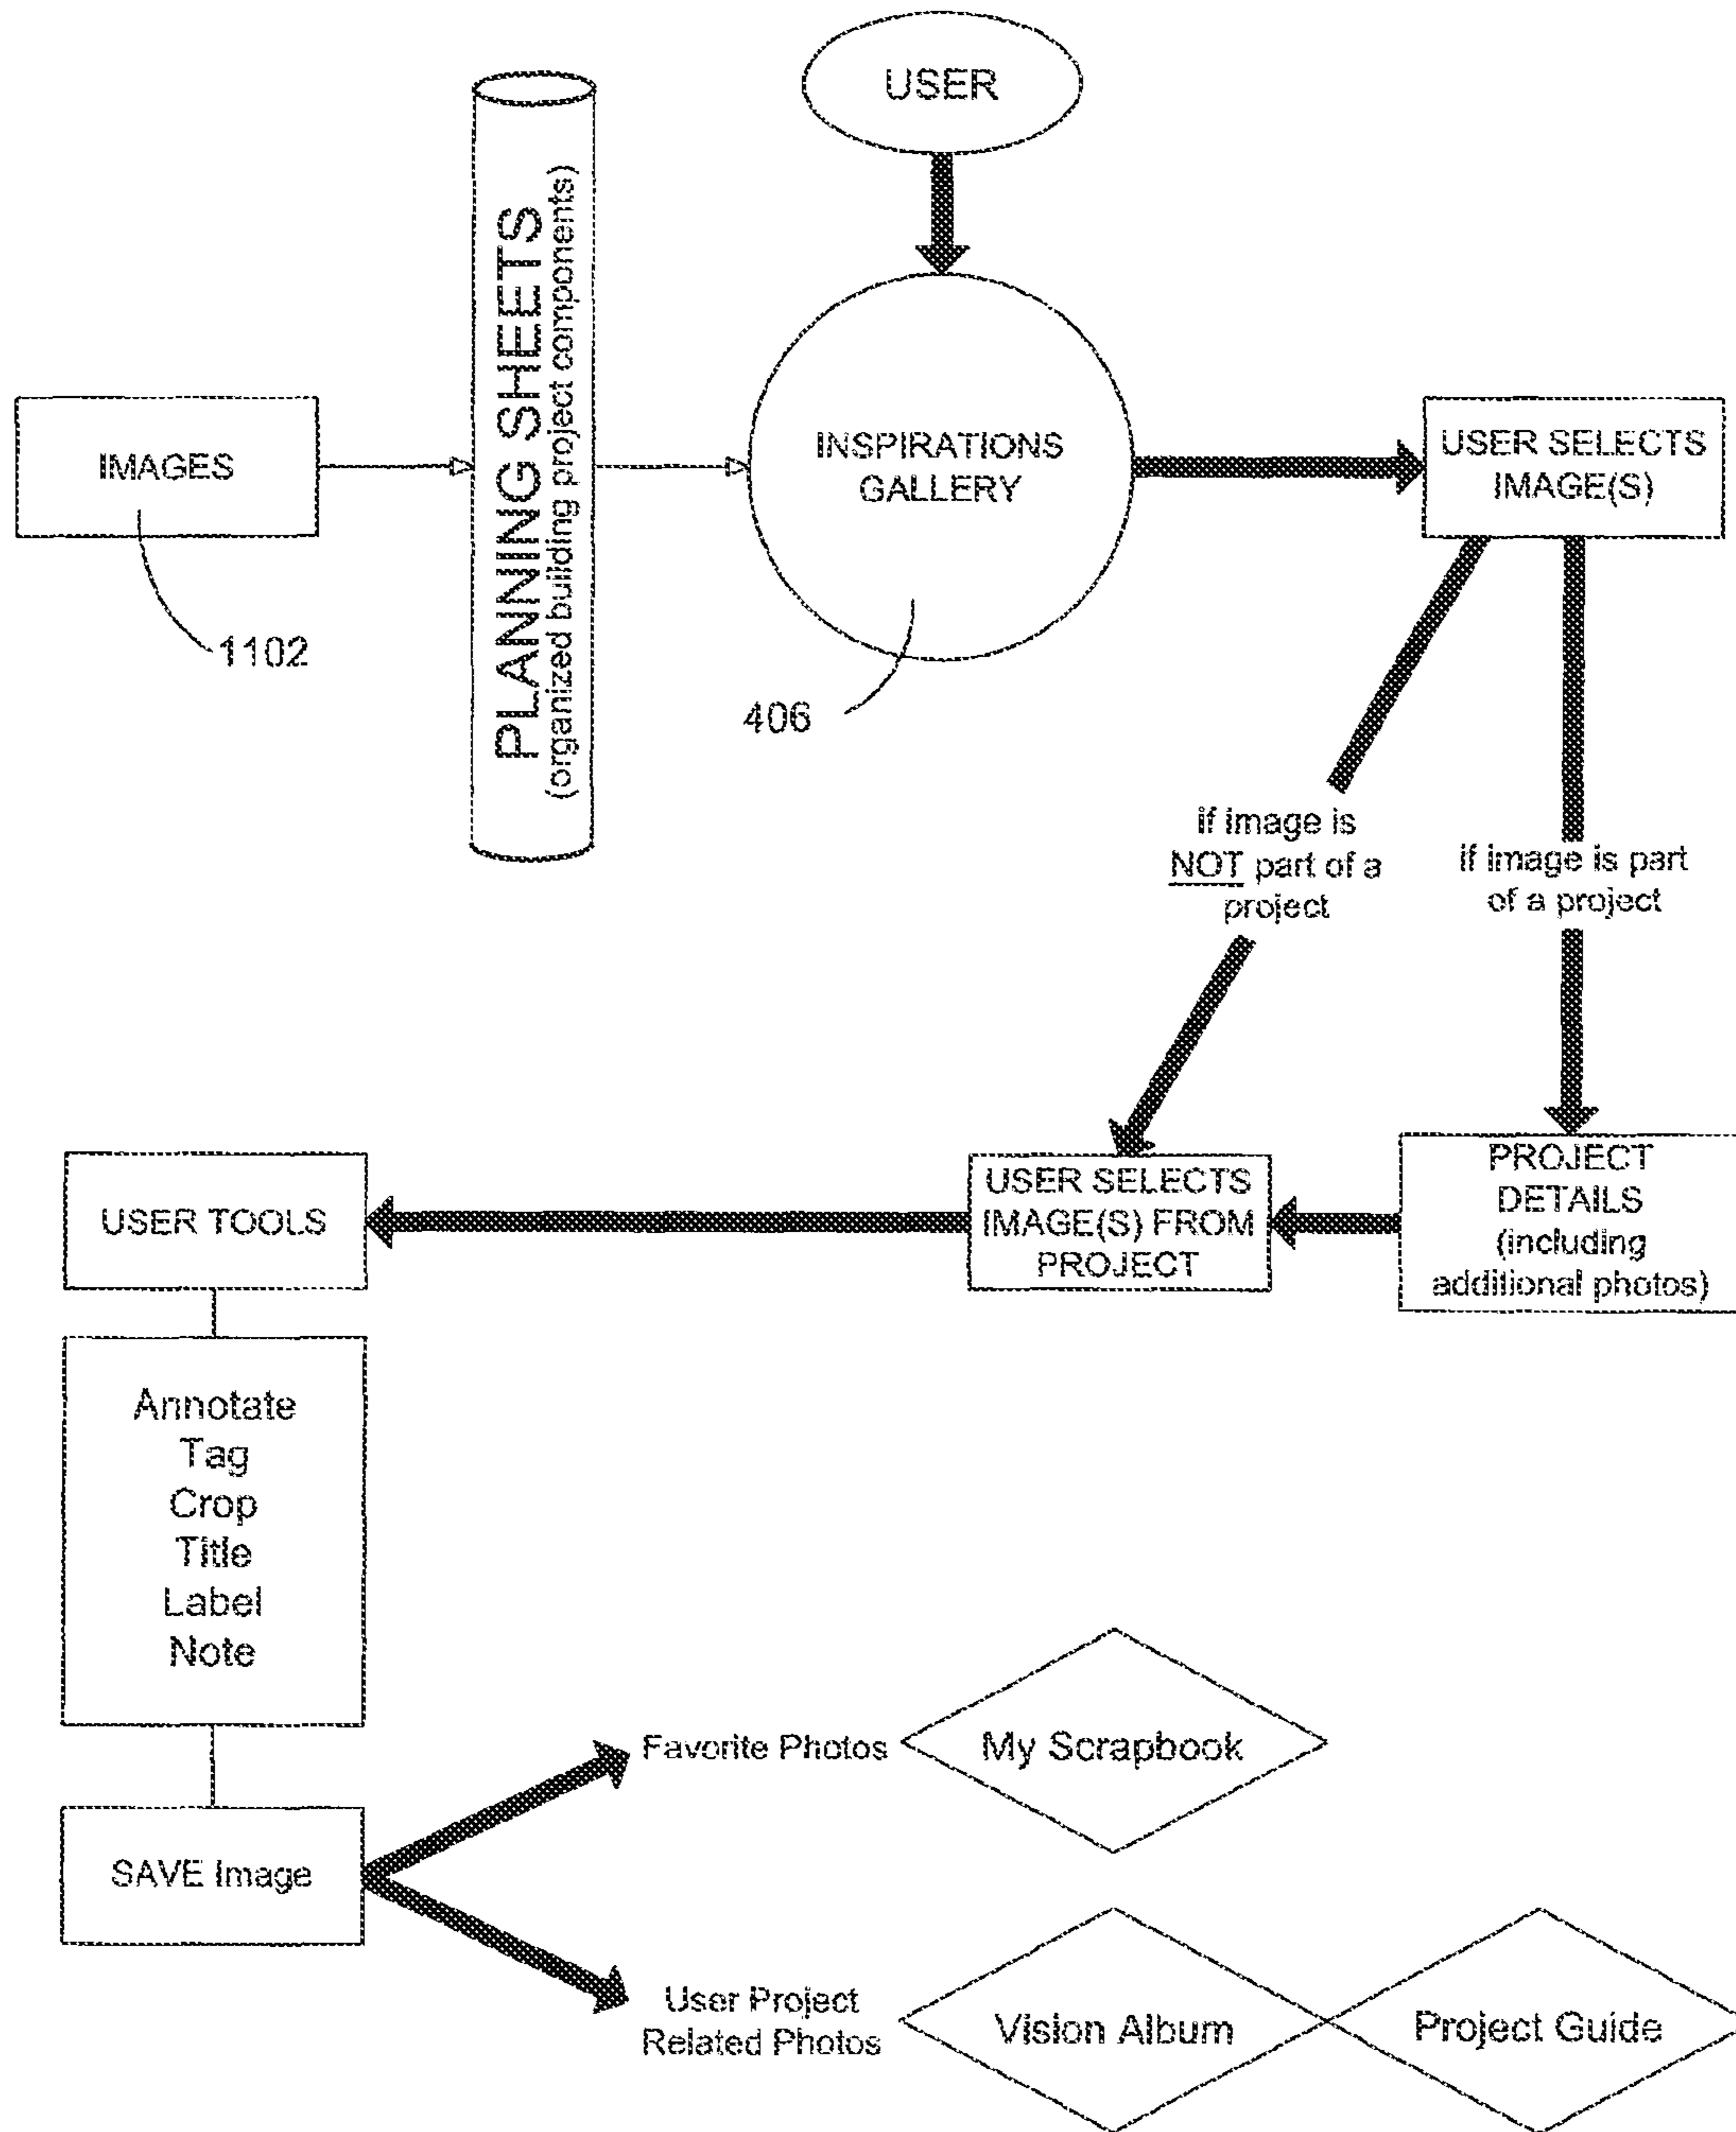 USER
PLANNING SHEETS
(organized building project components)
IMAGES
INSPIRATIONS
GALLERY
USER SELECTS
IMAGE(S)
1102
406
if image is
NOT part of a
project
if image is part
of a project
USER TOOLS
USER SELECTS
IMAGE(S) FROM
PROJECT
PROJECT
DETAILS
(including
additional photos)
Annotate
Tag
Crop
Title
Label
Note
Favorite Photos
My Scrapbook
SAVE Image
User Project
Related Photos
Vision Album
Project Guide